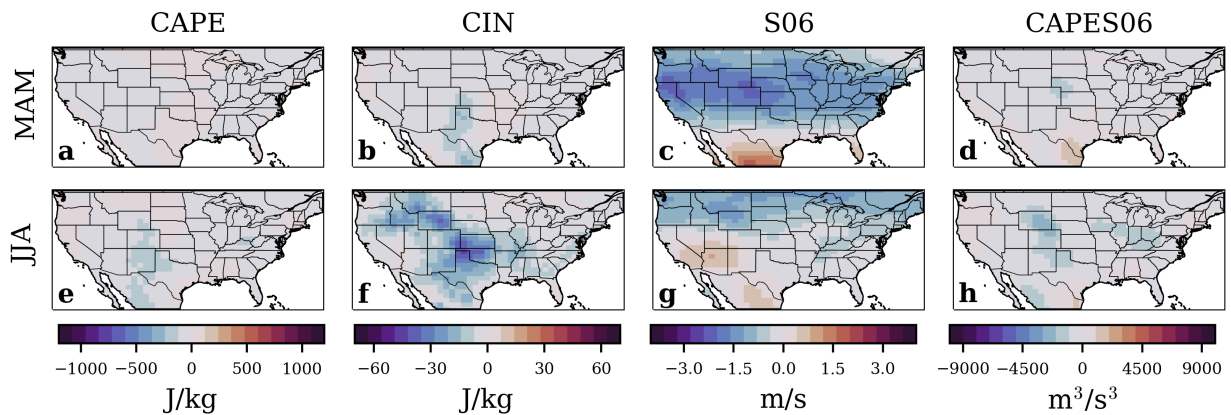 CAPE CIN S06 CAPES06
MAM
a b c d
JJA
e f g h
−1000 −500 0 500 1000 −60 −30 0 30 60 −3.0 −1.5 0.0 1.5 3.0 −9000 −4500 0 4500 9000
J/kg J/kg m/s m³/s³